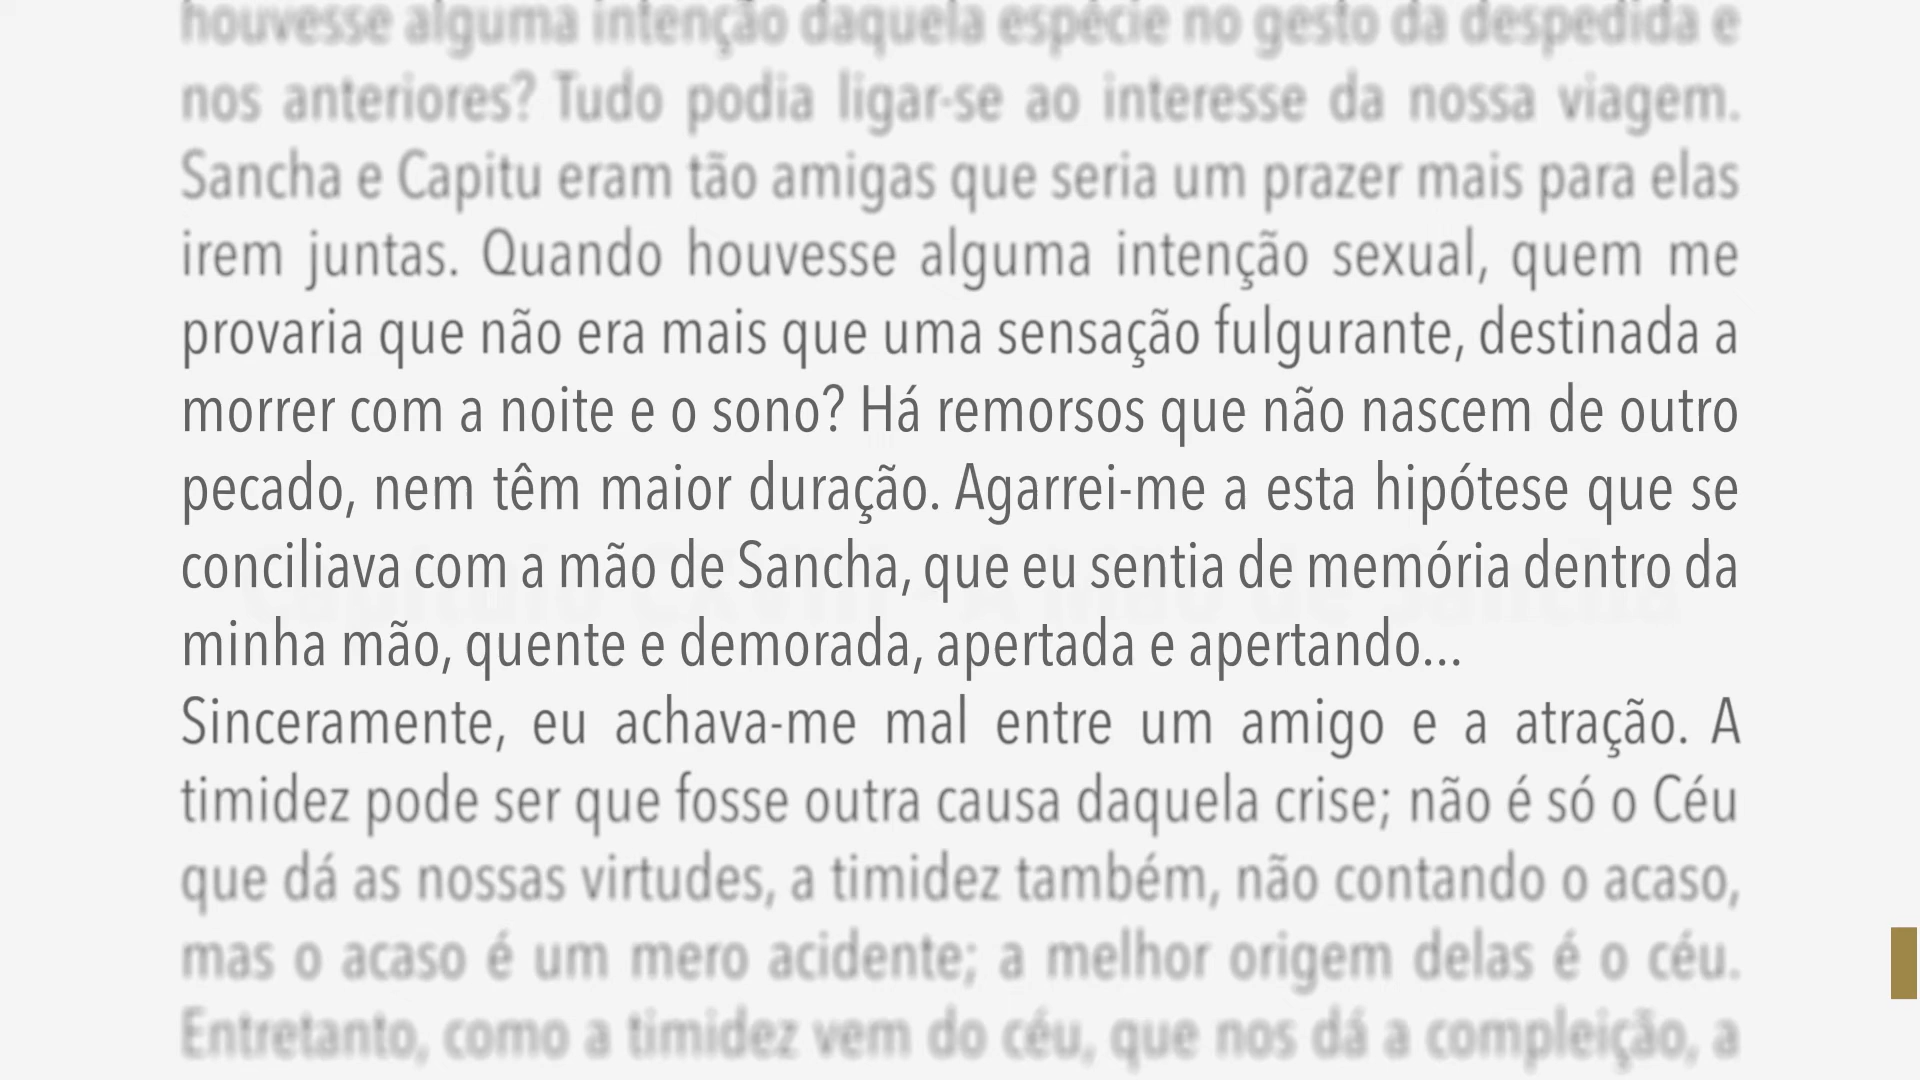 houvesse alguma intenção daquela espécie no gesto da despedida e
nos anteriores? Tudo podia ligar-se ao interesse da nossa viagem.
Sancha e Capitu eram tão amigas que seria um prazer mais para elas
irem juntas. Quando houvesse alguma intenção sexual, quem me
provaria que não era mais que uma sensação fulgurante, destinada a
morrer com a noite e o sono? Há remorsos que não nascem de outro
pecado, nem têm maior duração. Agarrei-me a esta hipótese que se
conciliava com a mão de Sancha, que eu sentia de memória dentro da
minha mão, quente e demorada, apertada e apertando...
Sinceramente, eu achava-me mal entre um amigo e a atração. A
timidez pode ser que fosse outra causa daquela crise; não é só o Céu
que dá as nossas virtudes, a timidez também, não contando o acaso,
mas o acaso é um mero acidente; a melhor origem delas é o céu.
Entretanto, como a timidez vem do céu, que nos dá a compleição, a